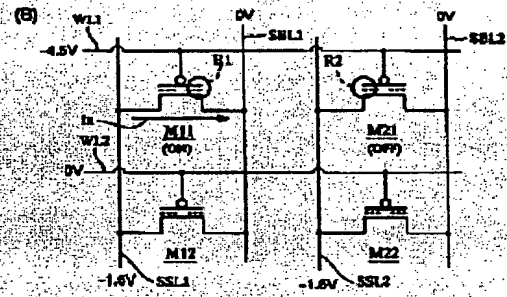 (B)
0V
0V
WL1
SBL1
SBL2
-4.5V
R1
R2
Ia
M11
(ON)
M21
(OFF)
WL2
0V
M12
M22
-1.6V
SSL1
-1.6V
SSL2